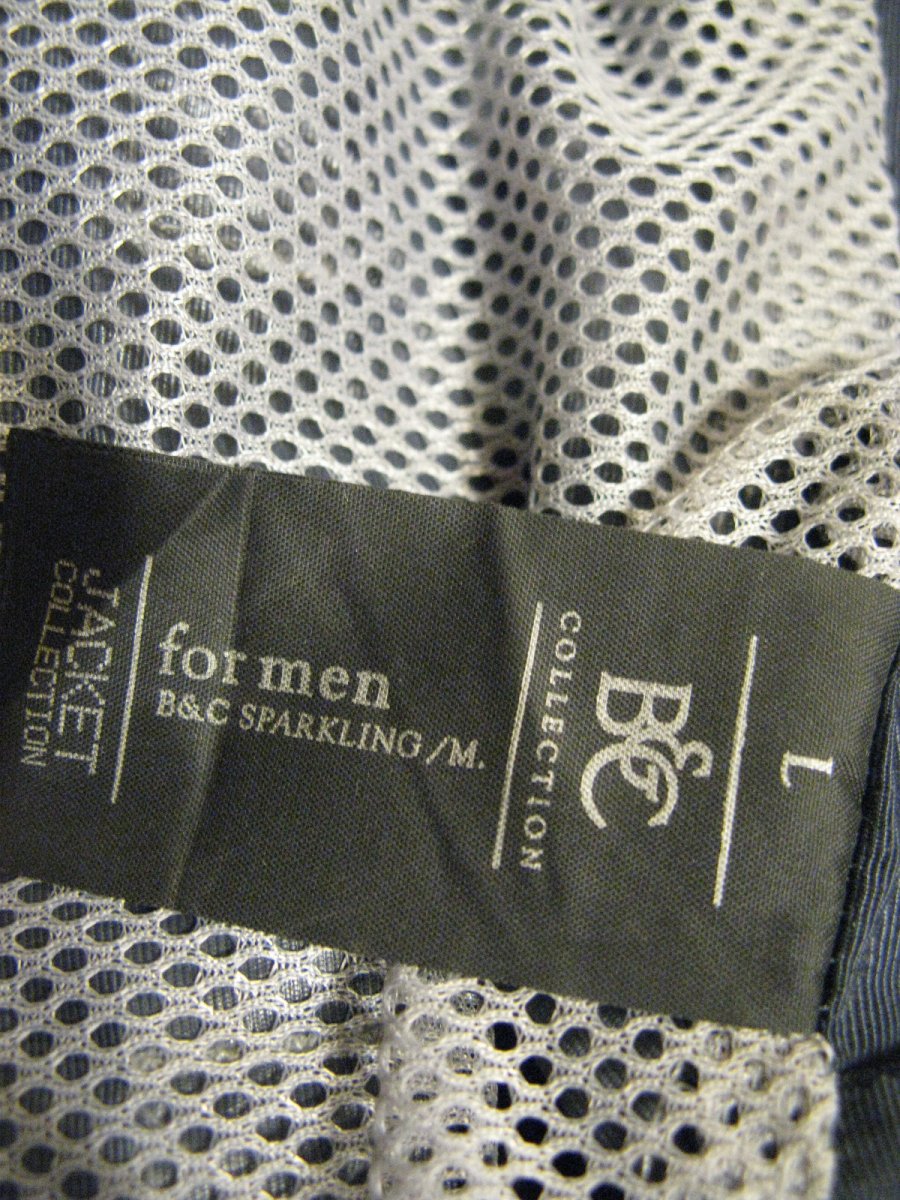 L
B&C
COLLECTION
for men
B&C SPARKLING /M.
JACKET
COLLECTION